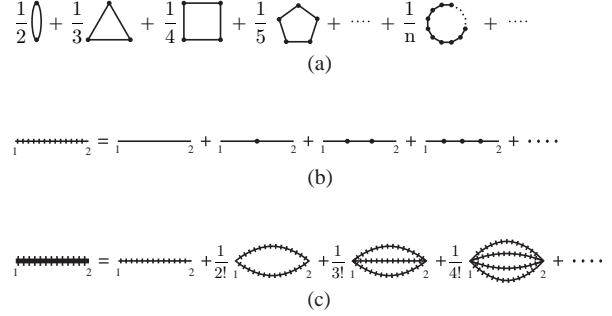 1/2 + 1/3 + 1/4 + 1/5 + ···· + 1/n + ····
(a)
1 2 = 1 2 + 1 2 + 1 2 + 1 2 + ····
(b)
1 2 = 1 2 + 1/2! 1 2 + 1/3! 1 2 + 1/4! 1 2 + ····
(c)